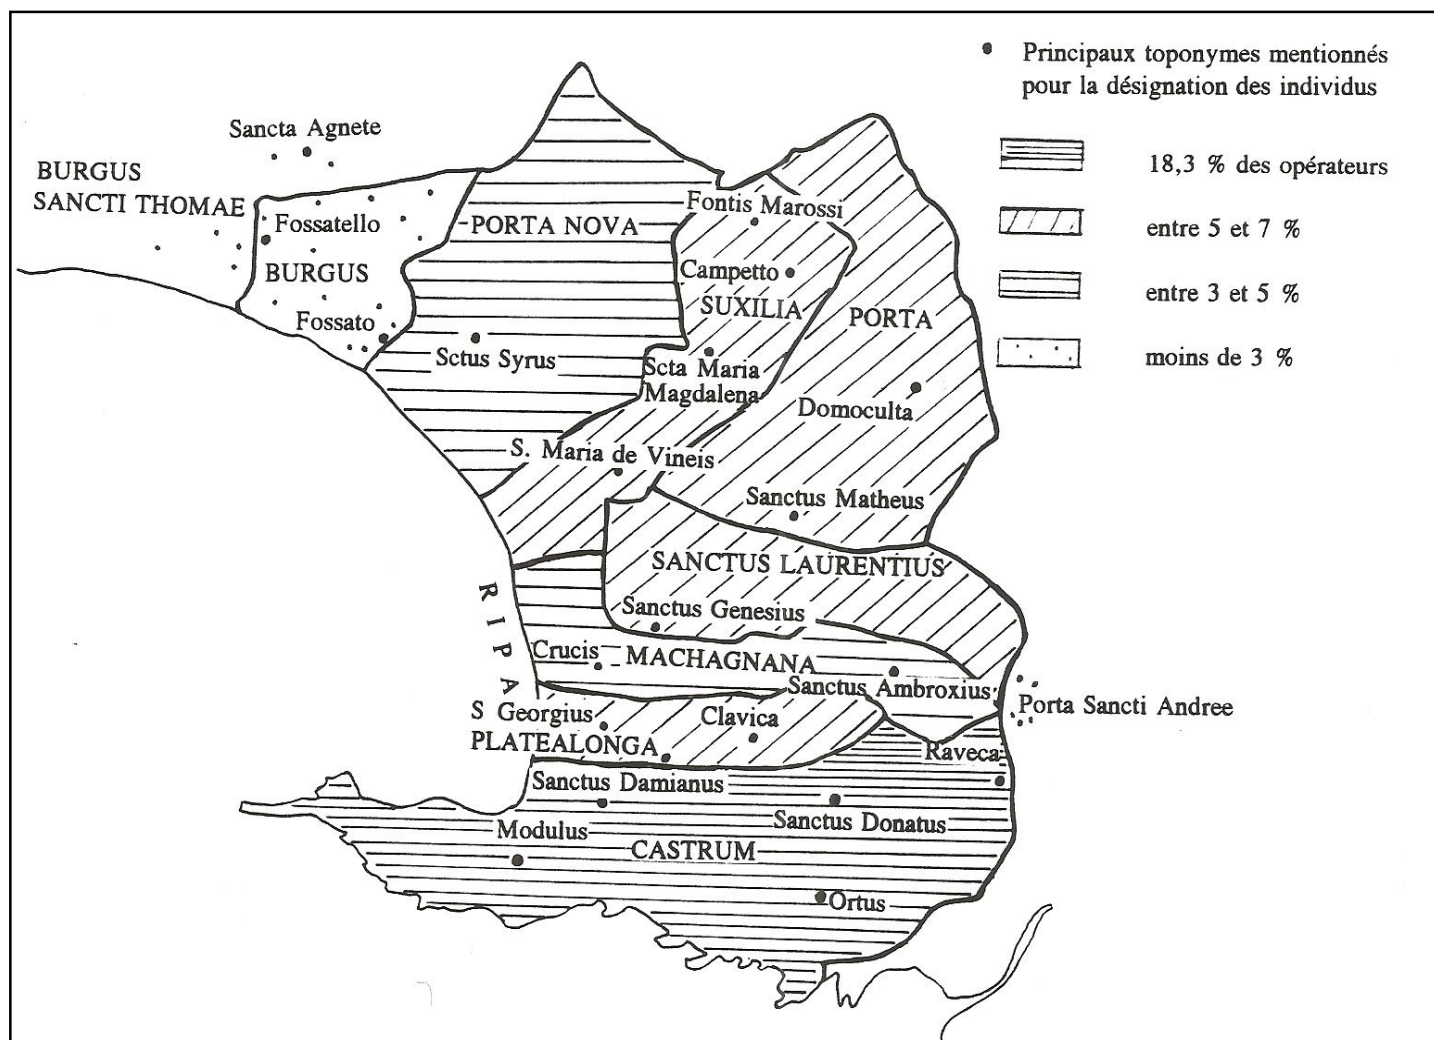 Principaux toponymes mentionnés
pour la désignation des individus
18,3 % des opérateurs
entre 5 et 7 %
entre 3 et 5 %
moins de 3 %
Sancta Agnete
BURGUS
SANCTI THOMAE
Fossatello
BURGUS
Fossato
PORTA NOVA
Sctus Syrus
Fontis Marossi
Campetto
SUXILIA
Scta Maria
Magdalena
PORTA
Domoculta
S. Maria de Vineis
Sanctus Matheus
SANCTUS LAURENTIUS
Sanctus Genesius
RIPA
Crucis
MACHAGNANA
Sanctus Ambroxius
Porta Sancti Andree
S Georgius
Clavica
PLATEALONGA
Raveca
Sanctus Damianus
Sanctus Donatus
Modulus
CASTRUM
Ortus